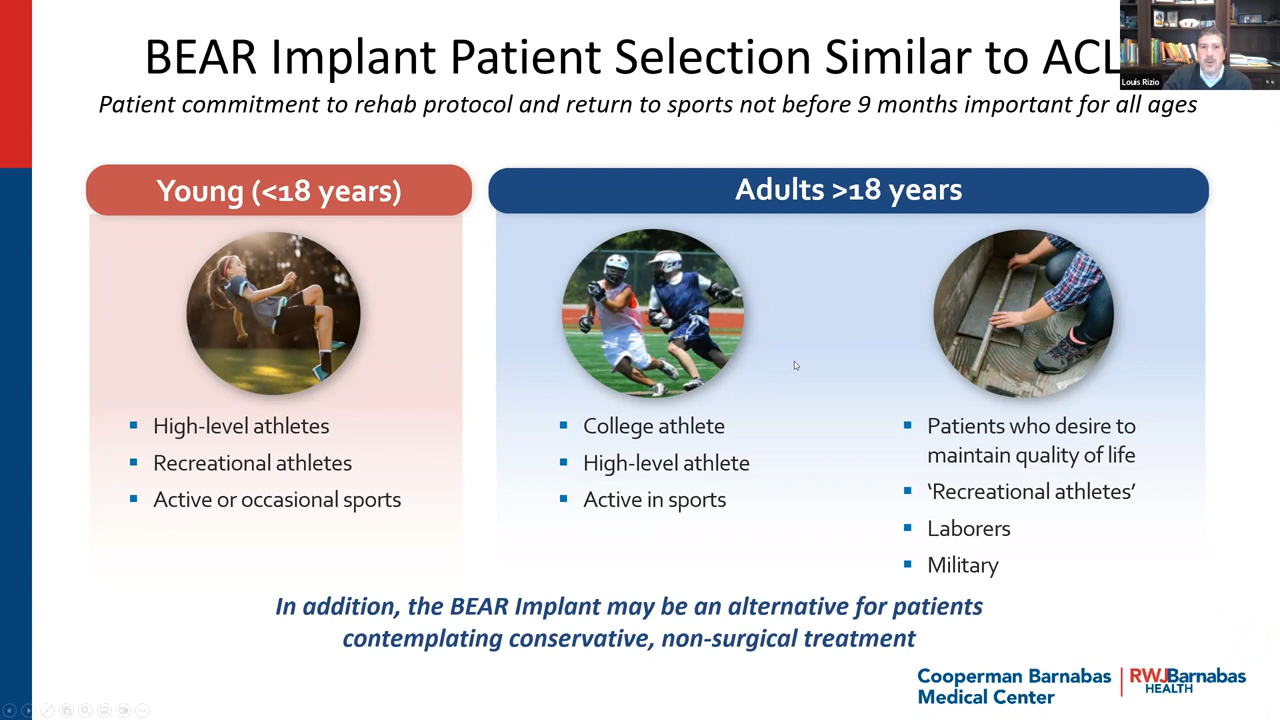 BEAR Implant Patient Selection Similar to ACL
Louis Rizio
Patient commitment to rehab protocol and return to sports not before 9 months important for all ages
Young (<18 years)
High-level athletes
Recreational athletes
Active or occasional sports
Adults >18 years
College athlete
High-level athlete
Active in sports
Patients who desire to
maintain quality of life
‘Recreational athletes’
Laborers
Military
In addition, the BEAR Implant may be an alternative for patients
contemplating conservative, non-surgical treatment
Cooperman Barnabas
Medical Center
RWJBarnabas
HEALTH